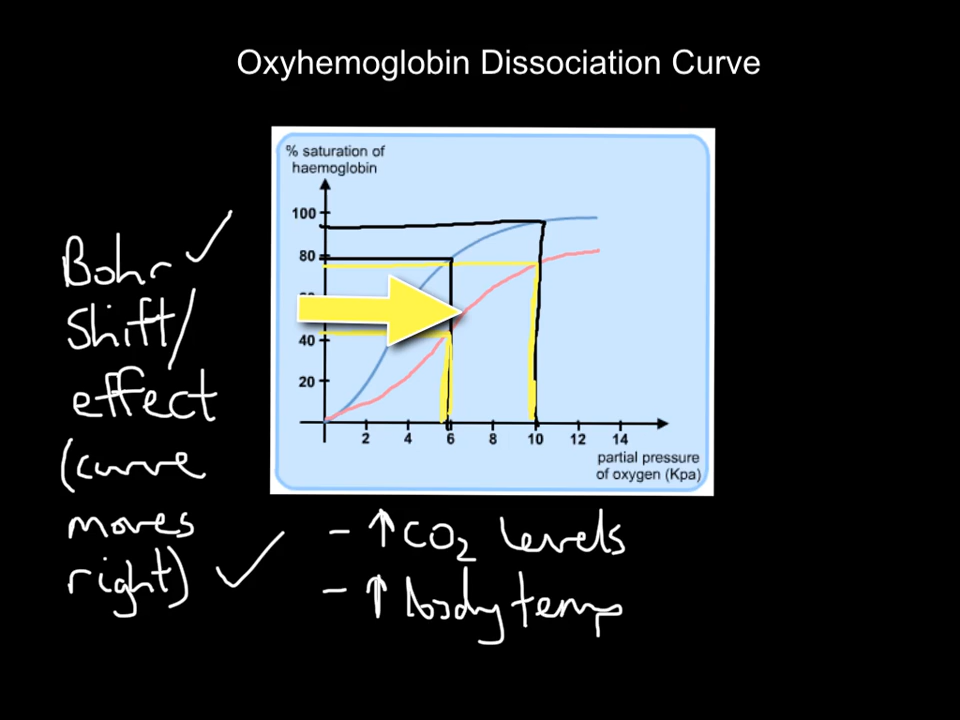 Oxyhemoglobin Dissociation Curve
% saturation of
haemoglobin
100
80
40
20
2 4 6 8 10 12 14
partial pressure
of oxygen (Kpa)
Bohr
Shift/
effect
(curve
moves
right)
- ↑ CO2 levels
- ↑ body temp